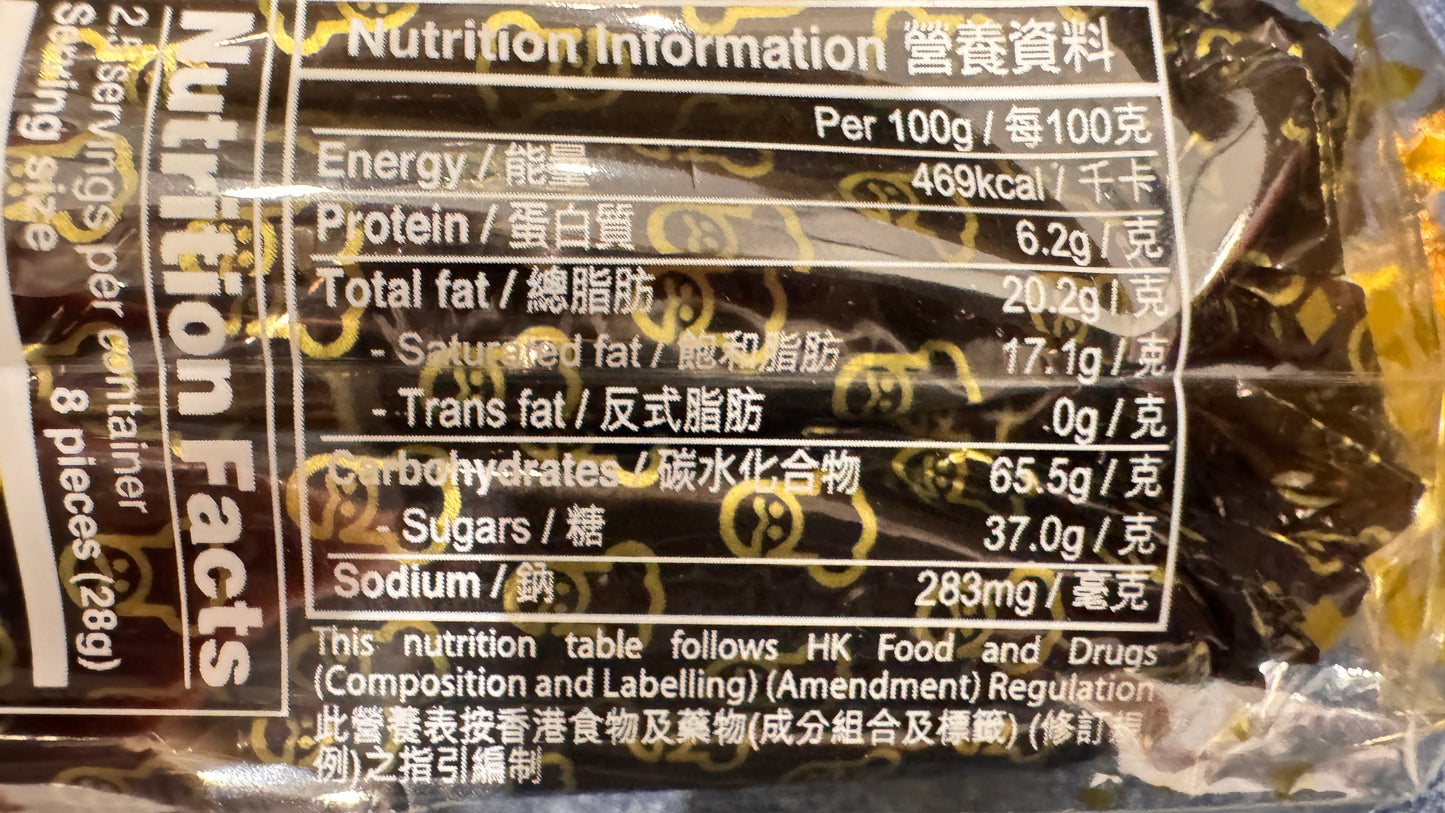 Nutrition Information 營養資料
Per 100g / 每100克
Energy / 能量 469kcal / 千卡
Protein / 蛋白質 6.2g / 克
Total fat / 總脂肪 20.2g / 克
- Saturated fat / 飽和脂肪 17.1g / 克
- Trans fat / 反式脂肪 0g / 克
Carbohydrates / 碳水化合物 65.5g / 克
- Sugars / 糖 37.0g / 克
Sodium / 鈉 283mg / 毫克
This nutrition table follows HK Food and Drugs
(Composition and Labelling) (Amendment) Regulation
此營養表按香港食物及藥物(成分組合及標籤) (修訂規
例)之指引編制
Nutrition Facts
servings per container
Serving size 8 pieces (28g)